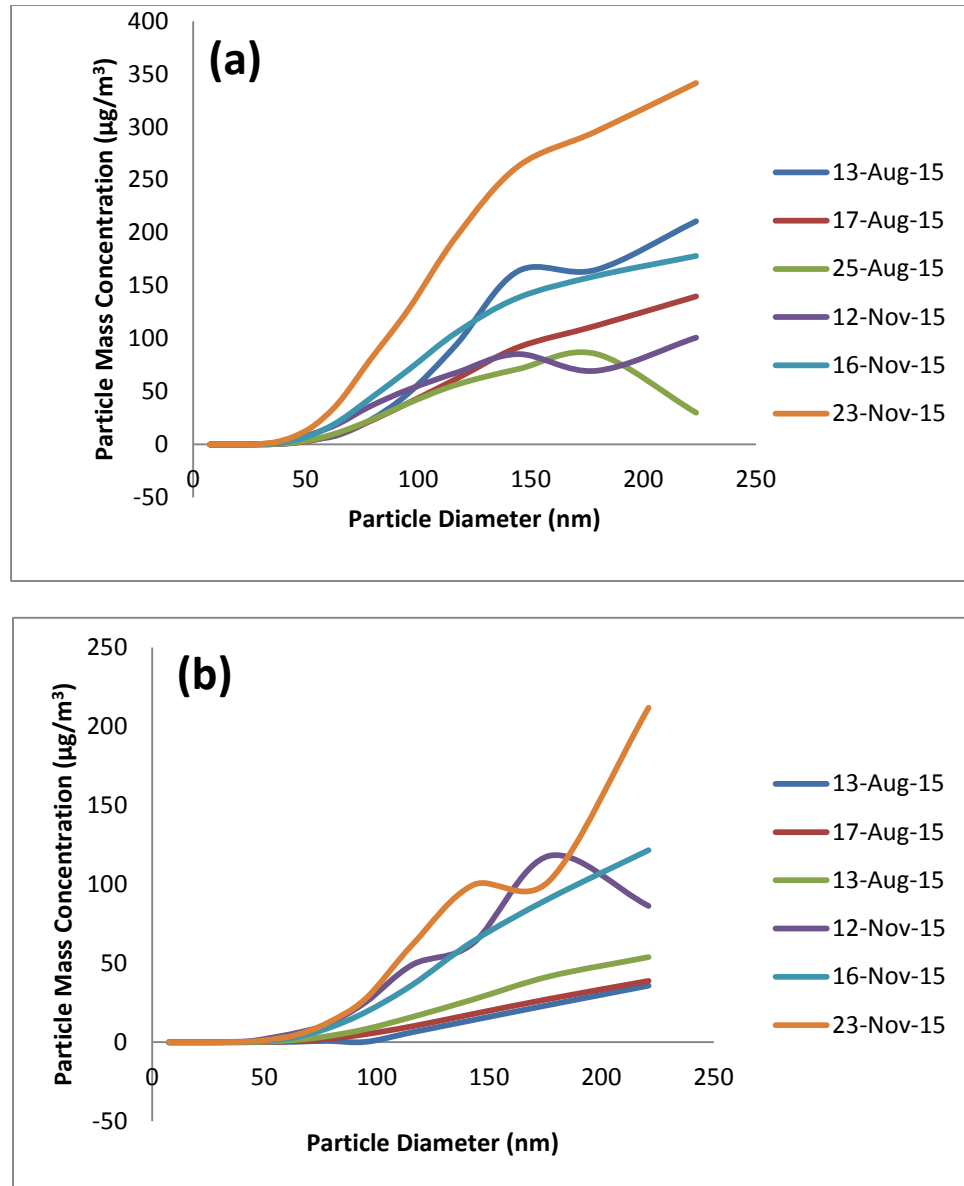 (a)
400
350
300
250
200
150
100
50
0
-50
0 50 100 150 200 250
Particle Mass Concentration (µg/m³)
Particle Diameter (nm)
13-Aug-15
17-Aug-15
25-Aug-15
12-Nov-15
16-Nov-15
23-Nov-15
(b)
250
200
150
100
50
0
-50
0 50 100 150 200 250
Particle Mass Concentration (µg/m³)
Particle Diameter (nm)
13-Aug-15
17-Aug-15
13-Aug-15
12-Nov-15
16-Nov-15
23-Nov-15